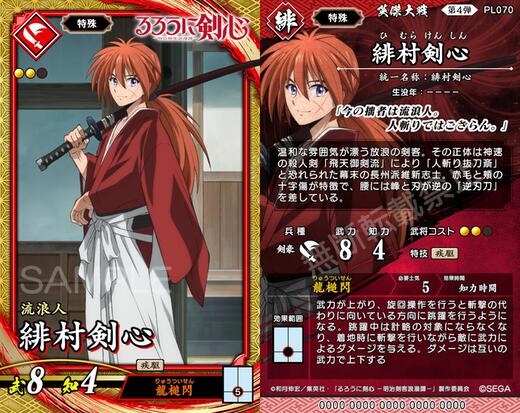 特殊
るろうに剣心
SAMPLE
流浪人
緋村剣心
疾駆
武8 知4
りゅうついせん
龍槌閃
5
緋
特殊
英傑大戦
第4弾
PL070
ひ むら けん しん
緋村剣心
統一名称:緋村剣心
生没年:----
「今の拙者は流浪人。
人斬りではござらん。」
温和な雰囲気が漂う放浪の剣客。その正体は神速
の殺人剣「飛天御剣流」により「人斬り抜刀斎」
と恐れられた幕末の長州派維新志士。赤毛と頬の
十字傷が特徴で、腰には峰と刃が逆の「逆刃刀」
を差している。
無断転載禁止
兵種 武力 知力 武将コスト
剣豪 8 4 特技 疾駆
りゅうついせん
龍槌閃
必要士気 効果時間
5 知力時間
効果範囲
武力が上がり、旋回操作を行うと斬撃の代
わりに向いている方向に跳躍を行うようにな
る。跳躍中は計略の対象にならなくな
り、着地時に斬撃を行いながら敵に武力に
よるダメージを与える。ダメージは互いの
武力で上下する
©和月伸宏/集英社・「るろうに剣心 −明治剣客浪漫譚−」製作委員会
©SEGA
0000 0000 0000 0000 0000